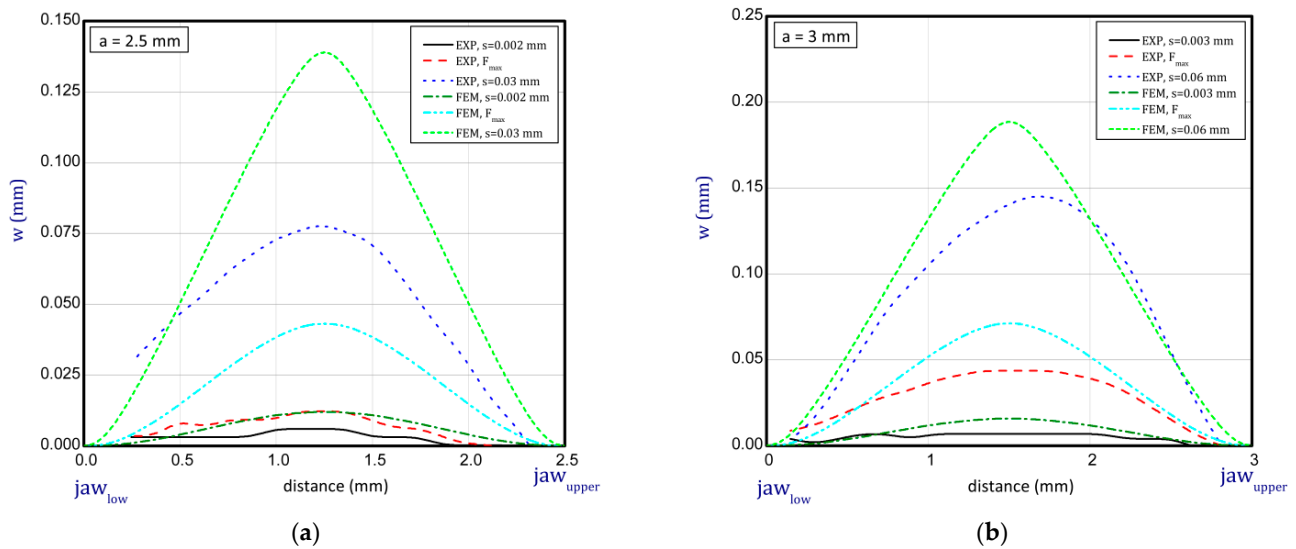 0.150
a = 2.5 mm
EXP, s=0.002 mm
EXP, Fmax
EXP, s=0.03 mm
FEM, s=0.002 mm
FEM, Fmax
FEM, s=0.03 mm
0.125
0.100
0.075
0.050
0.025
0.000
w (mm)
0.0 0.5 1.0 1.5 2.0 2.5
jawlow distance (mm) jawupper
(a)
0.25
a = 3 mm
EXP, s=0.003 mm
EXP, Fmax
EXP, s=0.06 mm
FEM, s=0.003 mm
FEM, Fmax
FEM, s=0.06 mm
0.20
0.15
0.10
0.05
0.00
w (mm)
0 1 2 3
jawlow distance (mm) jawupper
(b)